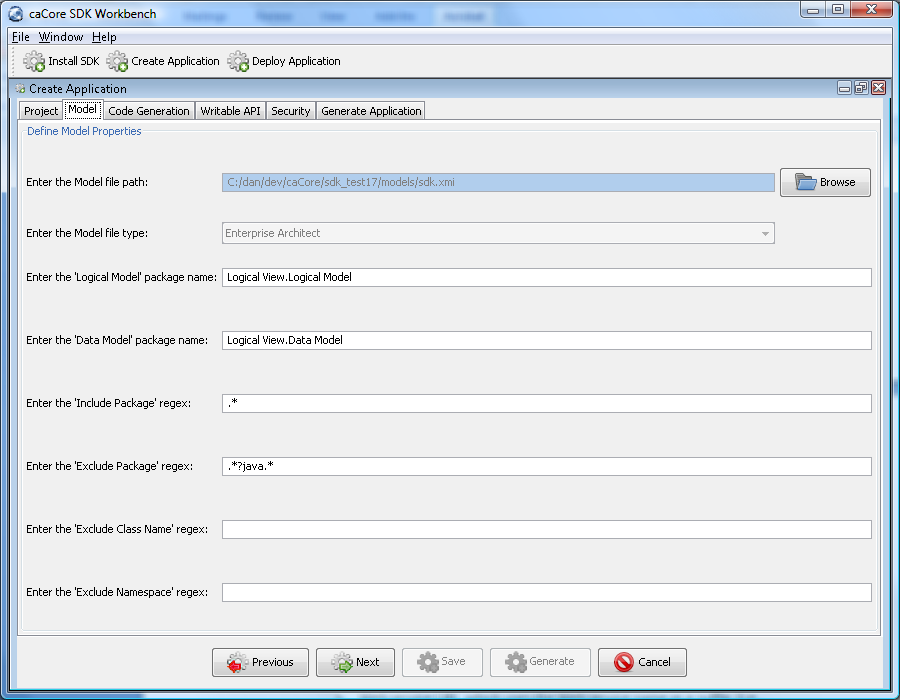 caCore SDK Workbench
File Window Help
Install SDK Create Application Deploy Application
Create Application
Project Model Code Generation Writable API Security Generate Application
Define Model Properties
Enter the Model file path: C:/dan/dev/caCore/sdk_test17/models/sdk.xmi Browse
Enter the Model file type: Enterprise Architect
Enter the 'Logical Model' package name: Logical View.Logical Model
Enter the 'Data Model' package name: Logical View.Data Model
Enter the 'Include Package' regex: .*
Enter the 'Exclude Package' regex: .*?java.*
Enter the 'Exclude Class Name' regex:
Enter the 'Exclude Namespace' regex:
Previous Next Save Generate Cancel